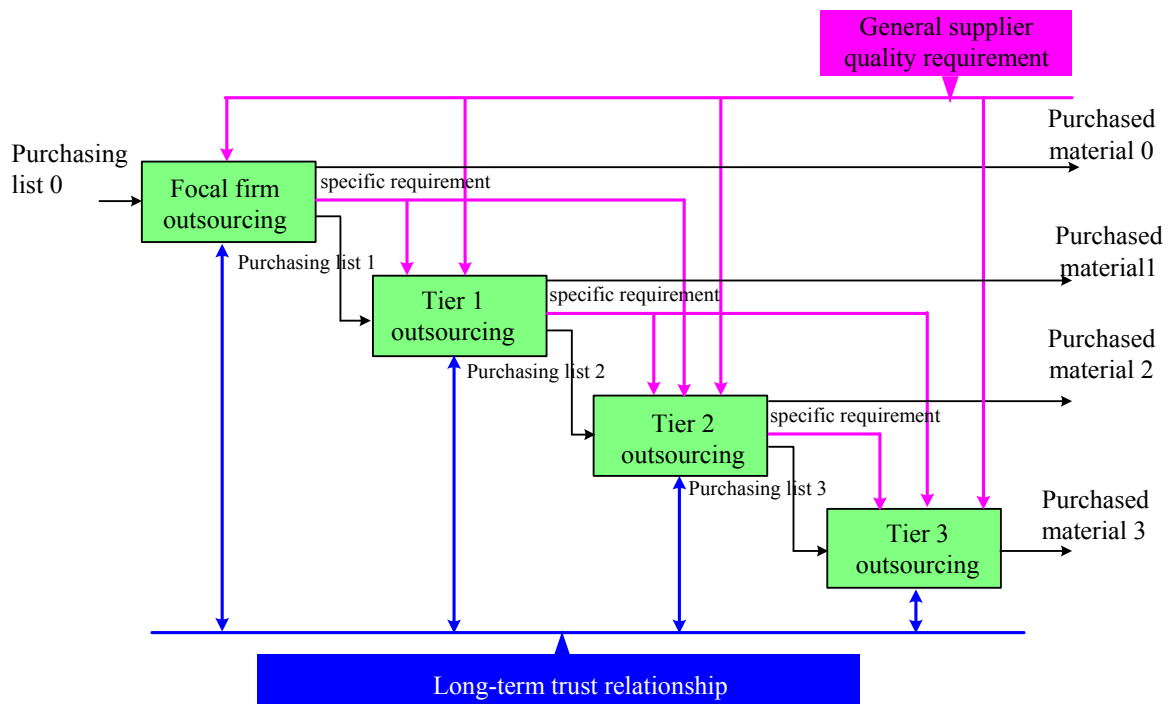 General supplier
quality requirement
Purchased
material 0
Purchasing
list 0
Focal firm
outsourcing
specific requirement
Purchasing list 1
Purchased
material1
Tier 1
outsourcing
specific requirement
Purchasing list 2
Purchased
material 2
Tier 2
outsourcing
specific requirement
Purchasing list 3
Purchased
material 3
Tier 3
outsourcing
Long-term trust relationship